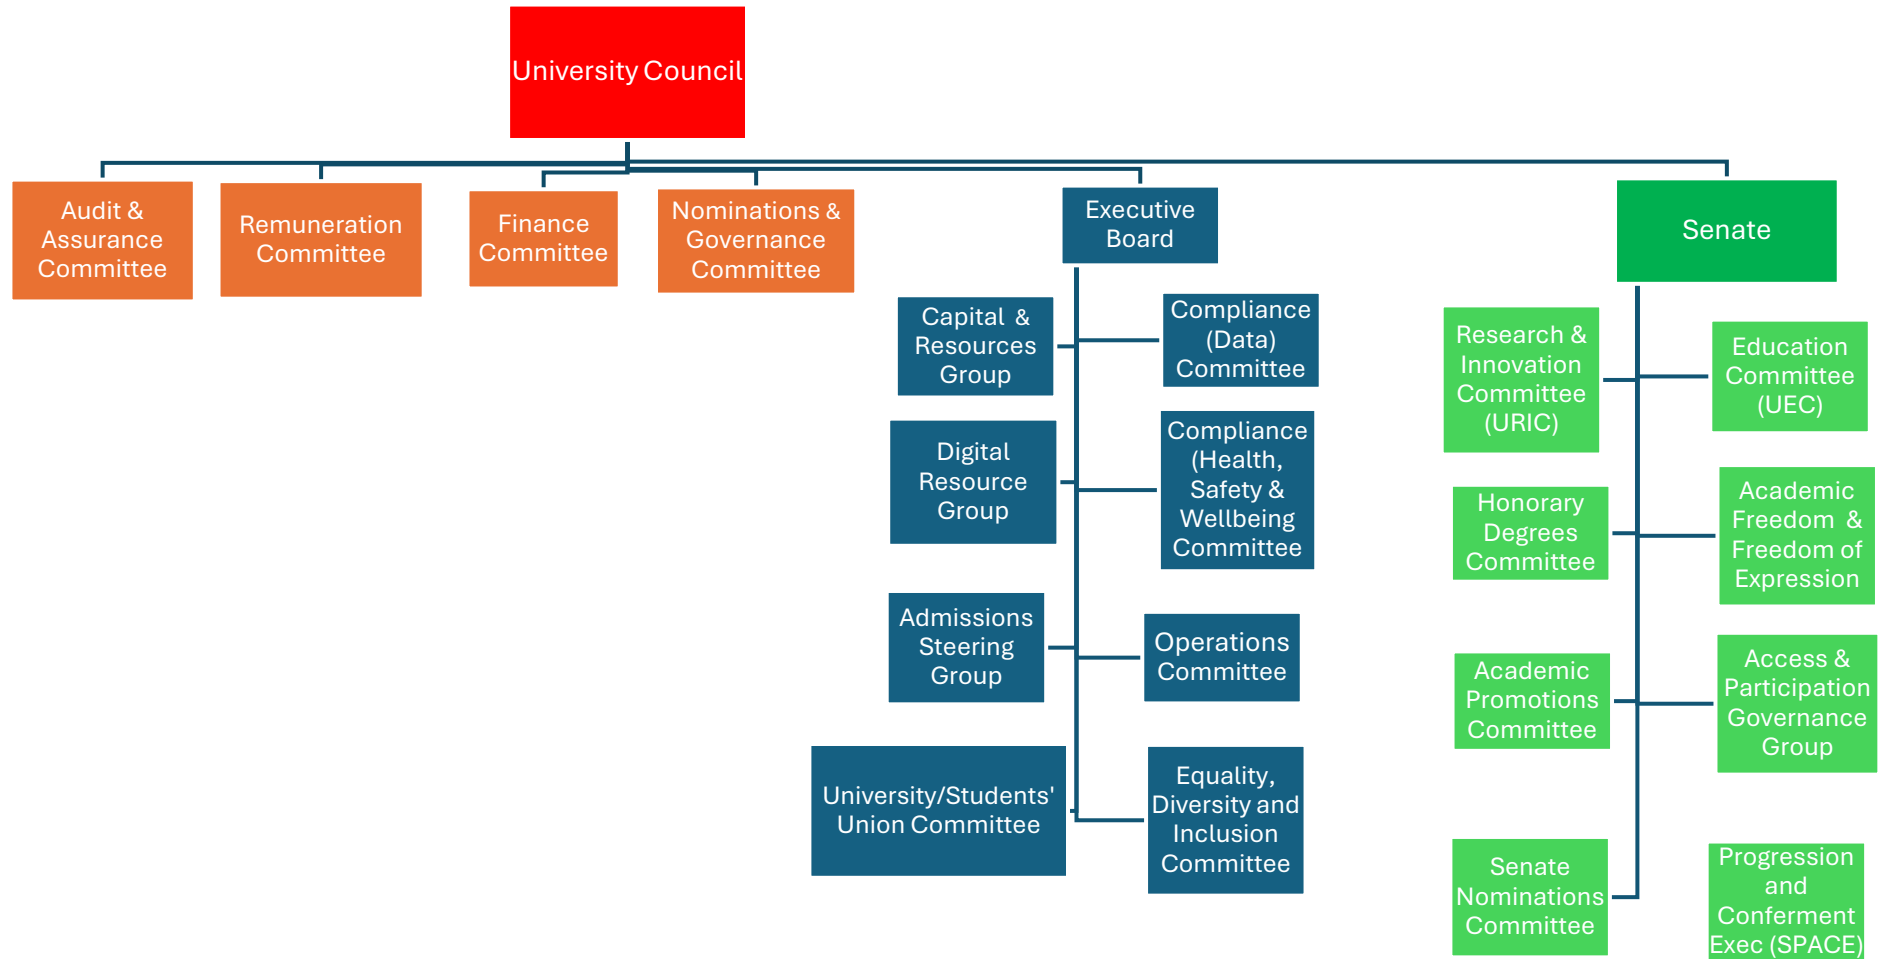 University Council
Audit &
Assurance
Committee
Remuneration
Committee
Finance
Committee
Nominations &
Governance
Committee
Executive
Board
Senate
Capital & 
Resources
Group
Compliance
(Data)
Committee
Digital
Resource
Group
Compliance
(Health,
Safety &
Wellbeing
Committee
Admissions
Steering
Group
Operations
Committee
University/Students'
Union Committee
Equality,
Diversity and
Inclusion
Committee
Research &
Innovation
Committee
(URIC)
Education
Committee
(UEC)
Honorary
Degrees
Committee
Academic
Freedom &
Freedom of
Expression
Academic
Promotions
Committee
Access &
Participation
Governance
Group
Senate
Nominations
Committee
Progression
and
Conferment
Exec (SPACE)